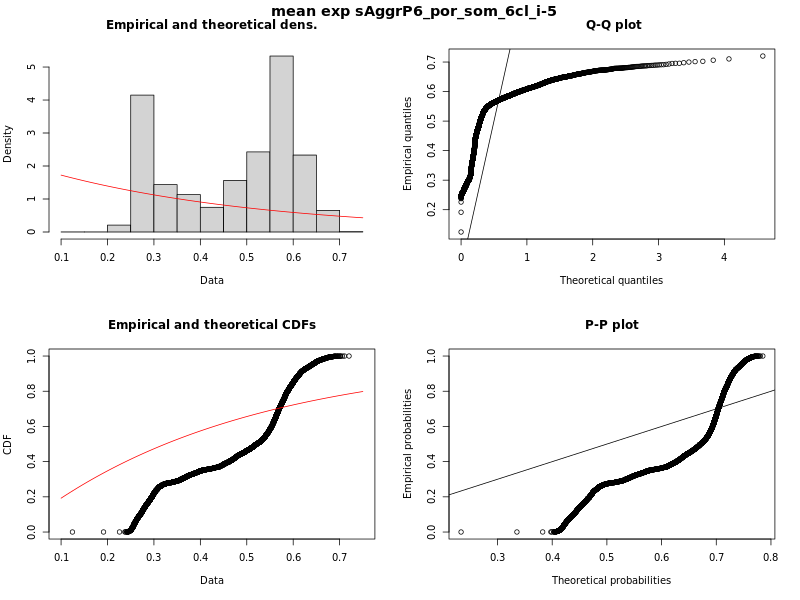 mean exp sAggrP6_por_som_6cl_i-5
Empirical and theoretical dens.
Density
0 1 2 3 4 5
0.1 0.2 0.3 0.4 0.5 0.6 0.7
Data
Q-Q plot
Empirical quantiles
0.2 0.3 0.4 0.5 0.6 0.7
0 1 2 3 4
Theoretical quantiles
Empirical and theoretical CDFs
CDF
0.0 0.2 0.4 0.6 0.8 1.0
0.1 0.2 0.3 0.4 0.5 0.6 0.7
Data
P-P plot
Empirical probabilities
0.0 0.2 0.4 0.6 0.8 1.0
0.3 0.4 0.5 0.6 0.7 0.8
Theoretical probabilities